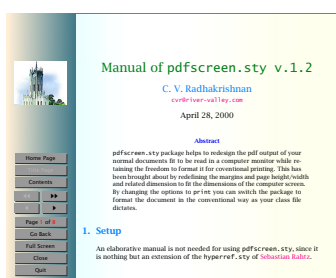 Manual of pdfscreen.sty v.1.2
C. V. Radhakrishnan
cvr@river-valley.com
April 28, 2000
Abstract
pdfscreen.sty package helps to redesign the pdf output of your
normal documents fit to be read in a computer monitor while re-
taining the freedom to format it for conventional printing. This has
been brought about by redefining the margins and page height/width
and related dimension to fit the dimensions of the computer screen.
By changing the options to print you can switch the package to
format the document in the conventional way as your class file
dictates.
1. Setup
An elaborative manual is not needed for using pdfscreen.sty, since it
is nothing but an extension of the hyperref.sty of Sebastian Rahtz.
Home Page
Title Page
Contents
Page 1 of 8
Go Back
Full Screen
Close
Quit